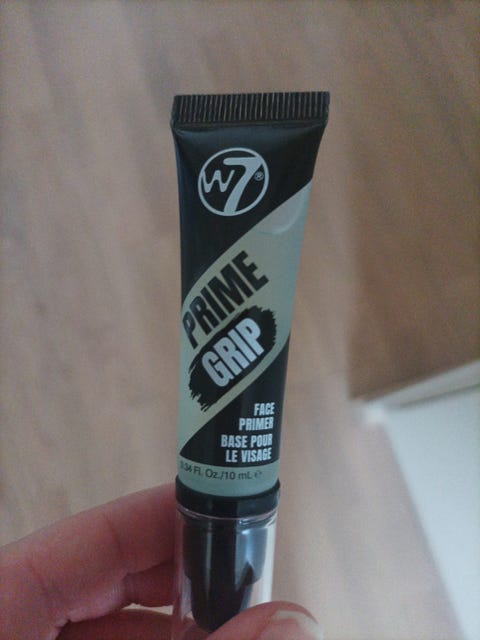 W7®
PRIME
GRIP
FACE
PRIMER
BASE POUR
LE VISAGE
0.34 Fl. Oz./10 mL ℮